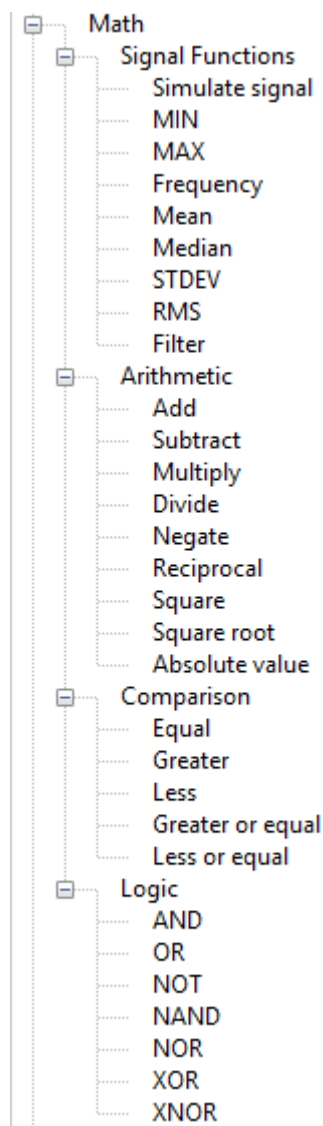 Math
Signal Functions
Simulate signal
MIN
MAX
Frequency
Mean
Median
STDEV
RMS
Filter
Arithmetic
Add
Subtract
Multiply
Divide
Negate
Reciprocal
Square
Square root
Absolute value
Comparison
Equal
Greater
Less
Greater or equal
Less or equal
Logic
AND
OR
NOT
NAND
NOR
XOR
XNOR